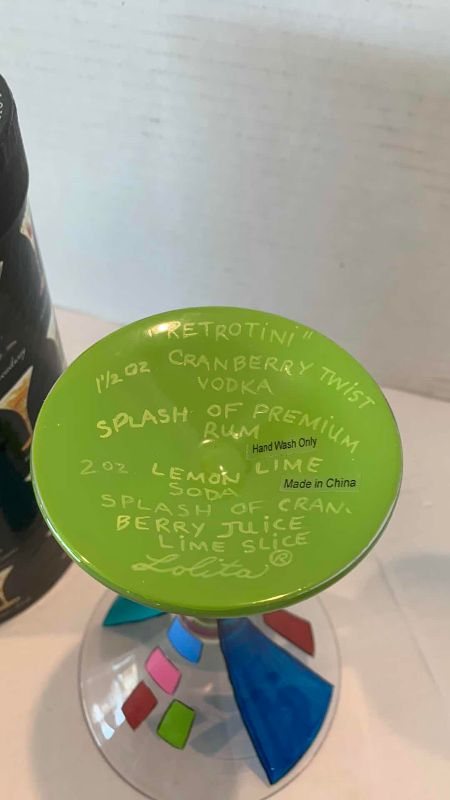 "RETROTINI"
1 1/2 OZ CRANBERRY TWIST
VODKA
SPLASH OF PREMIUM
RUM
Hand Wash Only
2 OZ. LEMON LIME
SODA
Made in China
SPLASH OF CRAN-
BERRY JUICE
LIME SLICE
Lolita®